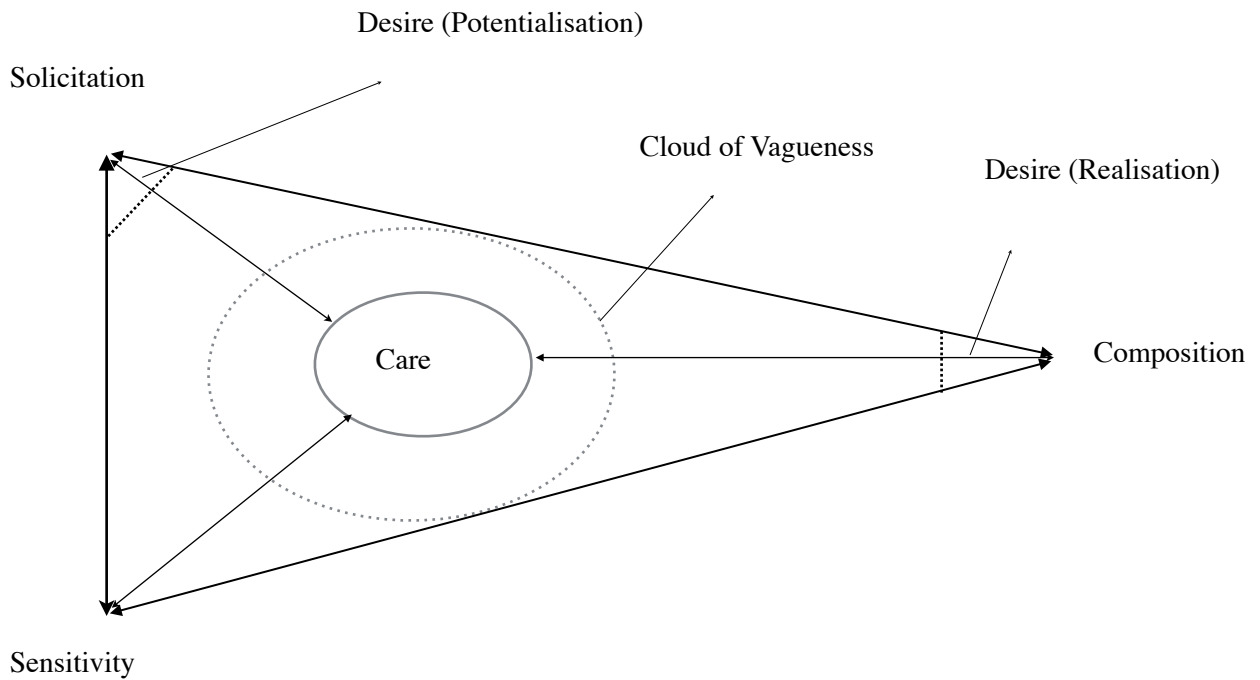 Desire (Potentialisation)
Solicitation
Cloud of Vagueness
Desire (Realisation)
Care
Composition
Sensitivity